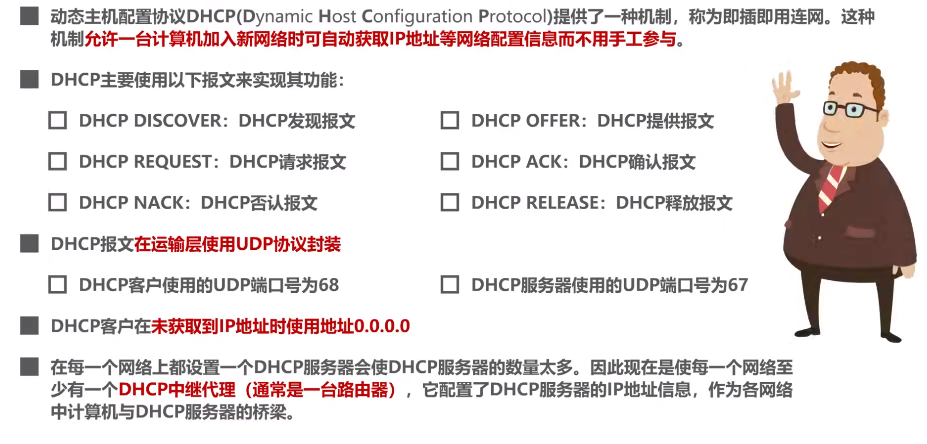 动态主机配置协议DHCP(Dynamic Host Configuration Protocol)提供了一种机制，称为即插即用连网。这种
机制允许一台计算机加入新网络时可自动获取IP地址等网络配置信息而不用手工参与。
DHCP主要使用以下报文来实现其功能：
DHCP DISCOVER：DHCP发现报文
DHCP OFFER：DHCP提供报文
DHCP REQUEST：DHCP请求报文
DHCP ACK：DHCP确认报文
DHCP NACK：DHCP否认报文
DHCP RELEASE：DHCP释放报文
DHCP报文在运输层使用UDP协议封装
DHCP客户使用的UDP端口号为68
DHCP服务器使用的UDP端口号为67
DHCP客户在未获取到IP地址时使用地址0.0.0.0
在每一个网络上都设置一个DHCP服务器会使DHCP服务器的数量太多。因此现在是使每一个网络至
少有一个DHCP中继代理（通常是一台路由器），它配置了DHCP服务器的IP地址信息，作为各网络
中计算机与DHCP服务器的桥梁。